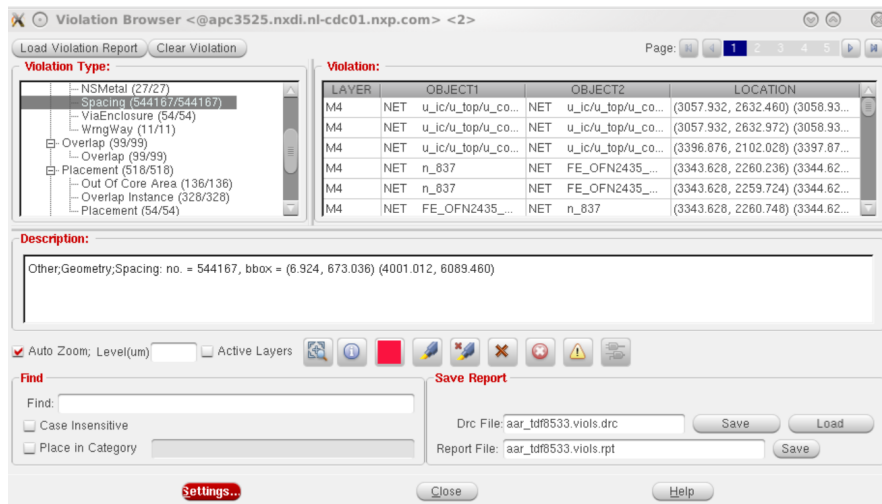 Violation Browser <@apc3525.nxdi.nl-cdc01.nxp.com> <2>
Load Violation Report Clear Violation Page: 1 2 3 4 5
Violation Type:
NSMetal (27/27)
Spacing (544167/544167)
ViaEnclosure (54/54)
WrngWay (11/11)
Overlap (99/99)
Overlap (99/99)
Placement (518/518)
Out Of Core Area (136/136)
Overlap Instance (328/328)
Placement (54/54)
Violation:
LAYER OBJECT1 OBJECT2 LOCATION
M4 NET u_ic/u_top/u_co... NET u_ic/u_top/u_co... (3057.932, 2632.460) (3058.93...
M4 NET u_ic/u_top/u_co... NET u_ic/u_top/u_co... (3057.932, 2632.972) (3058.93...
M4 NET u_ic/u_top/u_co... NET u_ic/u_top/u_co... (3396.876, 2102.028) (3397.87...
M4 NET n_837 NET FE_OFN2435_... (3343.628, 2260.236) (3344.62...
M4 NET n_837 NET FE_OFN2435_... (3343.628, 2259.724) (3344.62...
M4 NET FE_OFN2435_... NET n_837 (3343.628, 2260.748) (3344.62...
Description:
Other;Geometry;Spacing: no. = 544167, bbox = (6.924, 673.036) (4001.012, 6089.460)
Auto Zoom; Level(um) Active Layers
Find
Find:
Case Insensitive
Place in Category
Save Report
Drc File: aar_tdf8533.viols.drc Save Load
Report File: aar_tdf8533.viols.rpt Save
Settings... Close Help